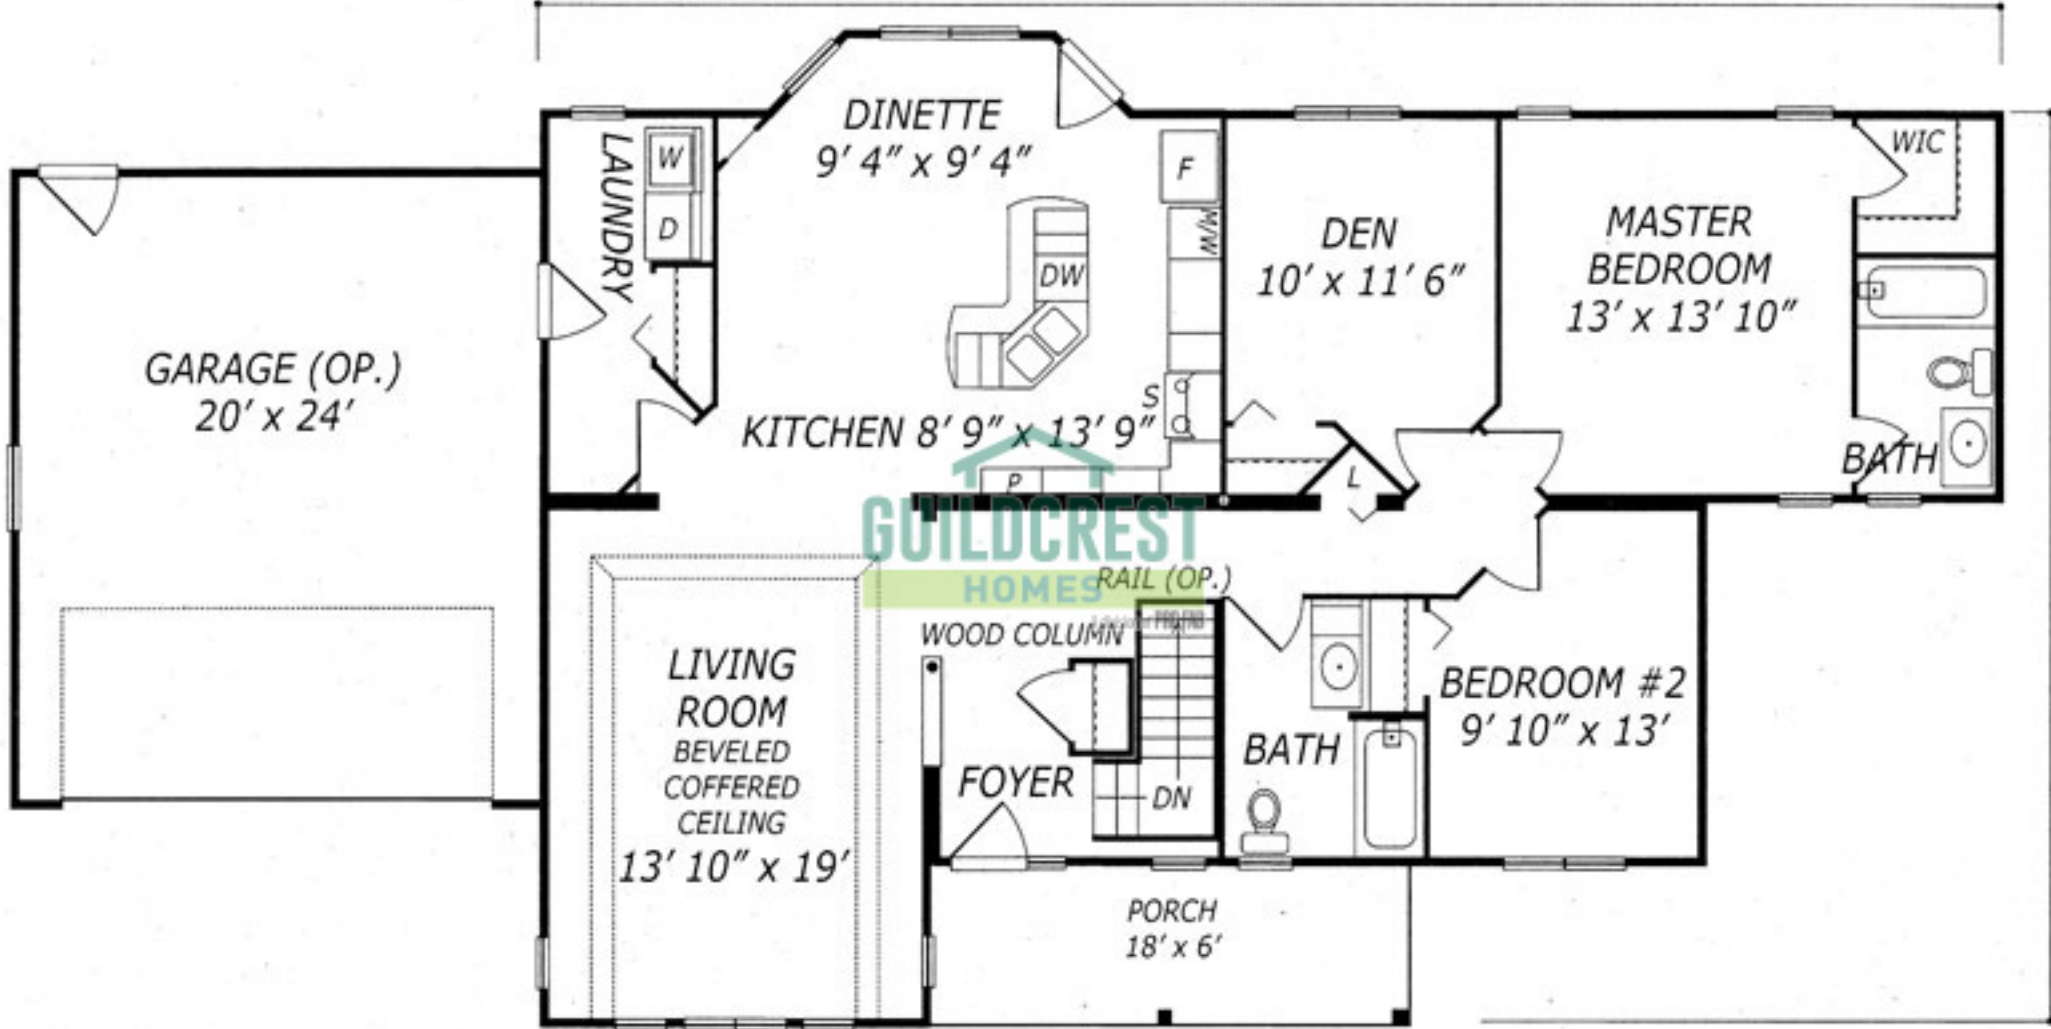 DINETTE
9' 4" x 9' 4"
LAUNDRY
W
D
F
M/W
DW
S
P
KITCHEN 8' 9" x 13' 9"
DEN
10' x 11' 6"
MASTER
BEDROOM
13' x 13' 10"
WIC
BATH
L
GARAGE (OP.)
20' x 24'
GUILDCREST
HOMES
RAIL (OP.)
WOOD COLUMN
LIVING
ROOM
BEVELED
COFFERED
CEILING
13' 10" x 19'
FOYER
DN
BATH
BEDROOM #2
9' 10" x 13'
PORCH
18' x 6'